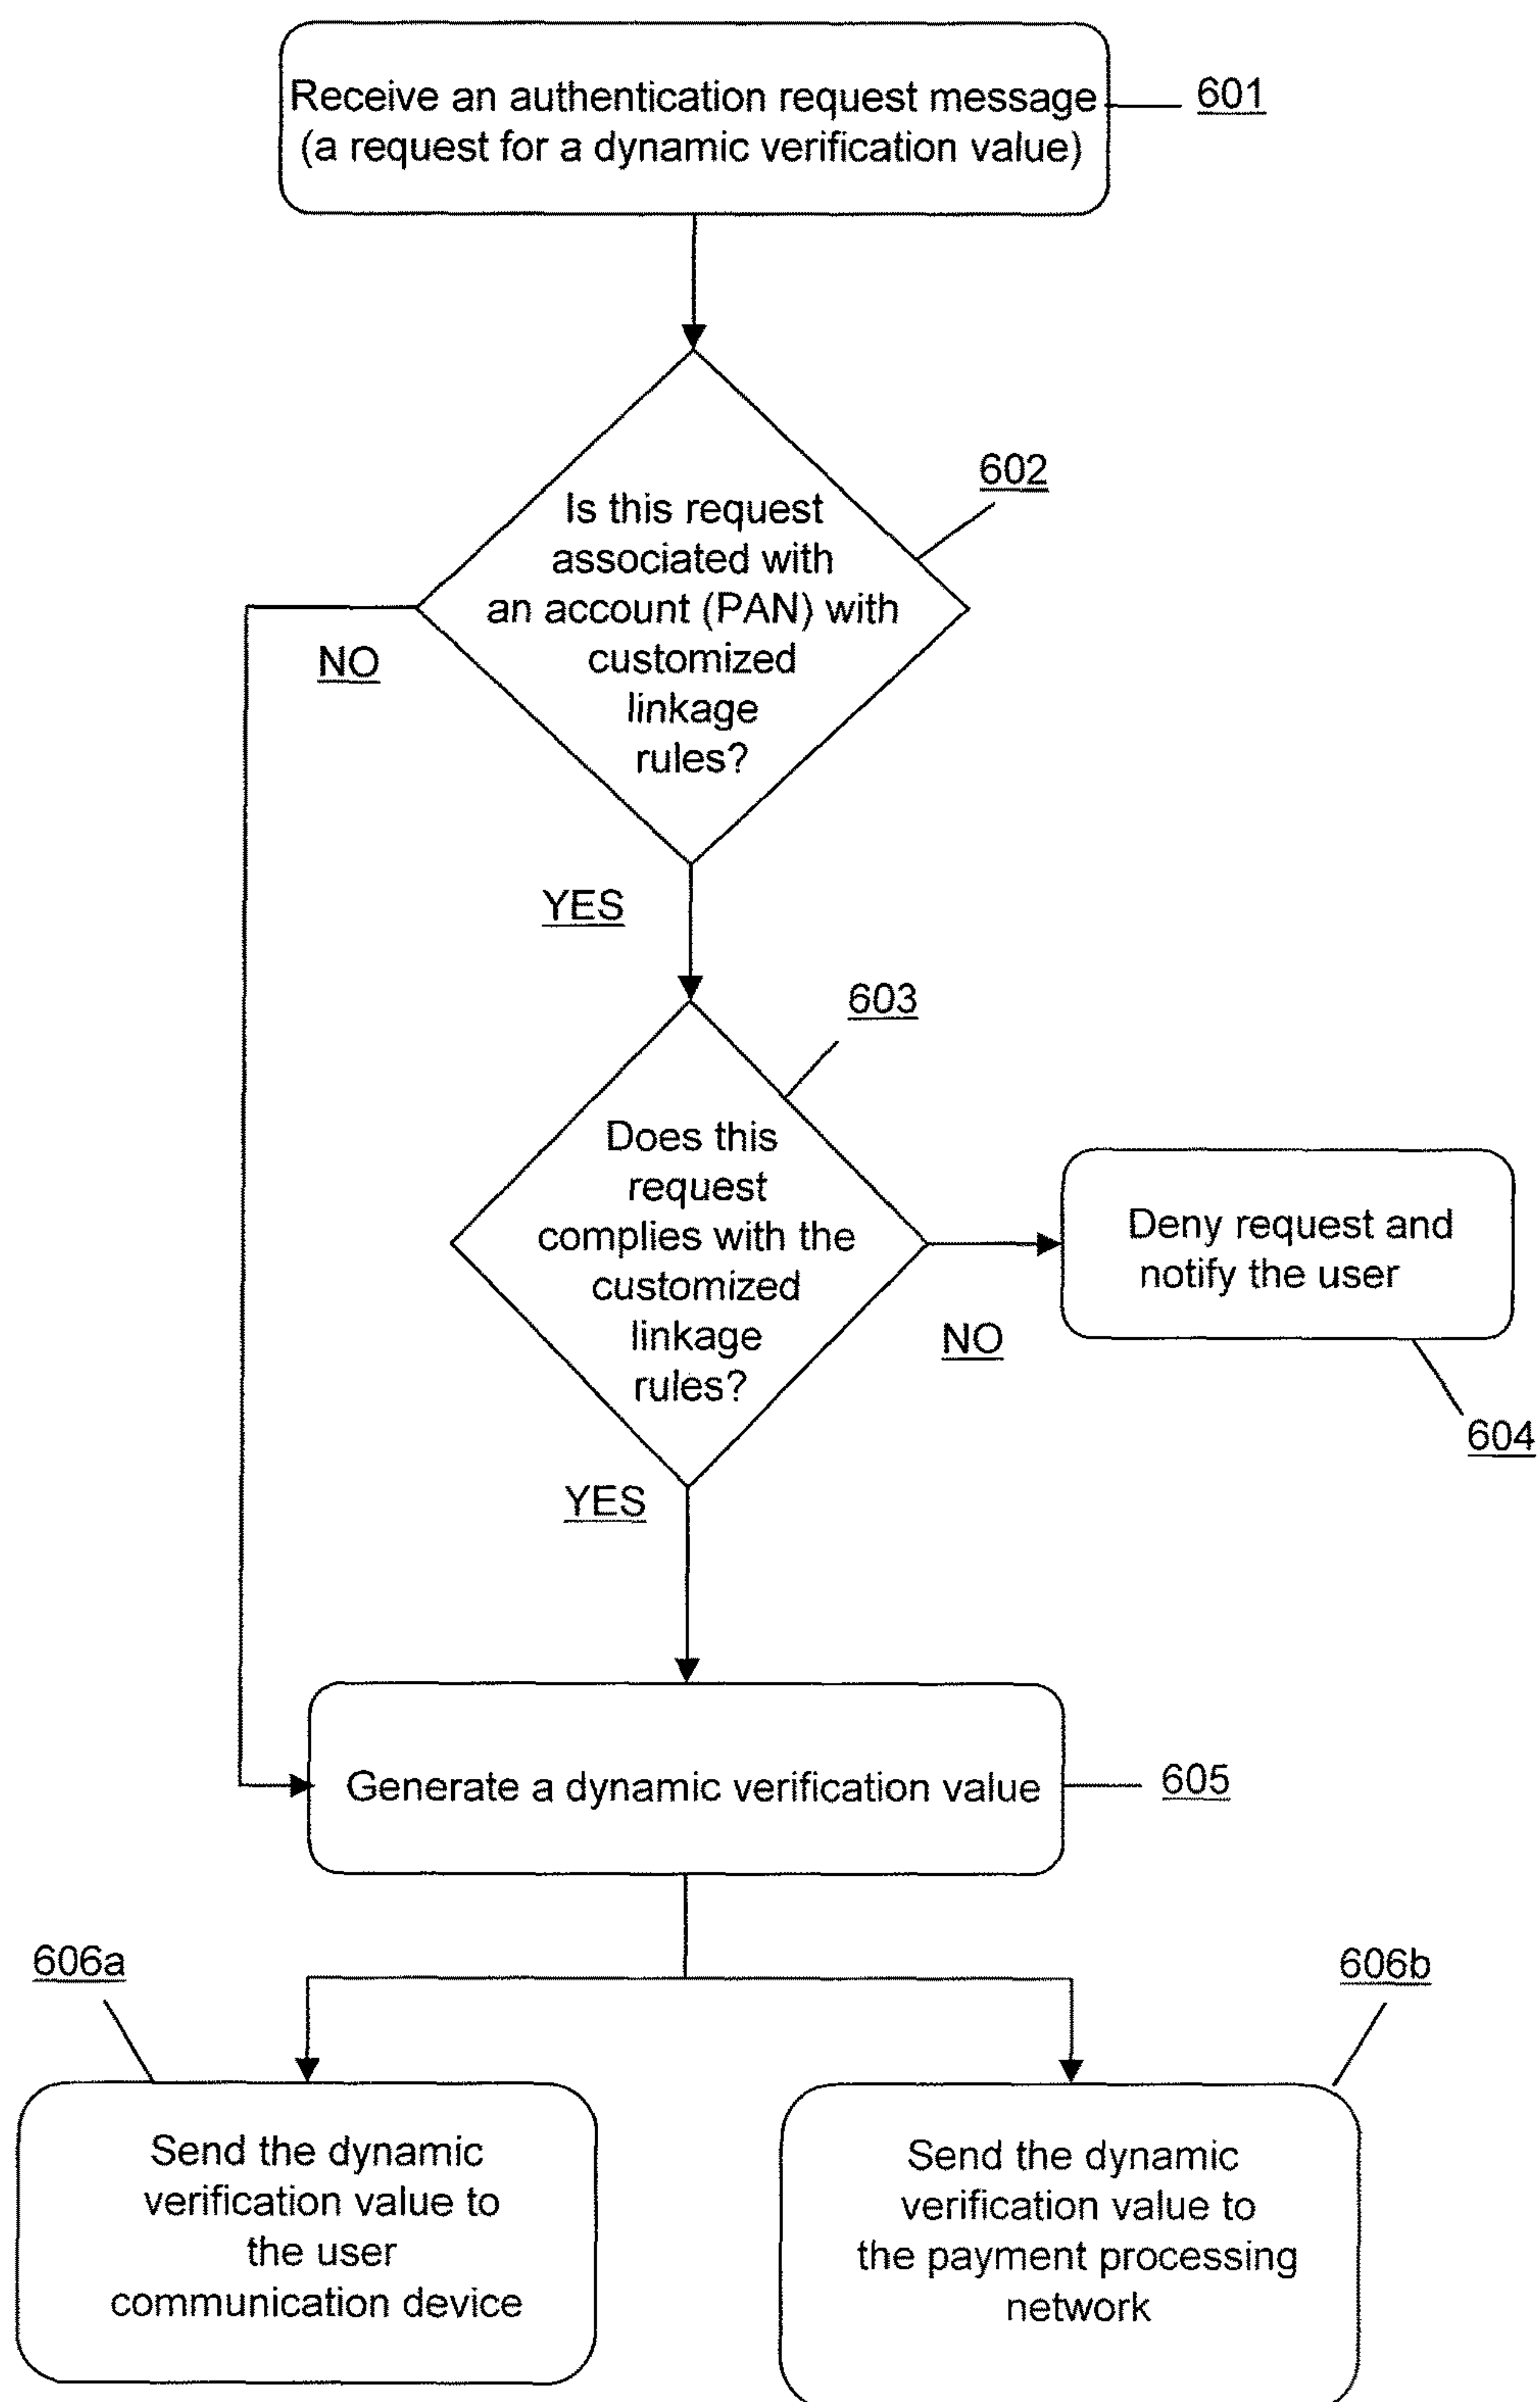 Receive an authentication request message
(a request for a dynamic verification value)
601
602
Is this request
associated with
an account (PAN) with
customized
linkage
rules?
NO
YES
603
Does this
request
complies with the
customized
linkage
rules?
Deny request and
notify the user
NO
604
YES
Generate a dynamic verification value
605
606a
606b
Send the dynamic
verification value to
the user
communication device
Send the dynamic
verification value to
the payment processing
network